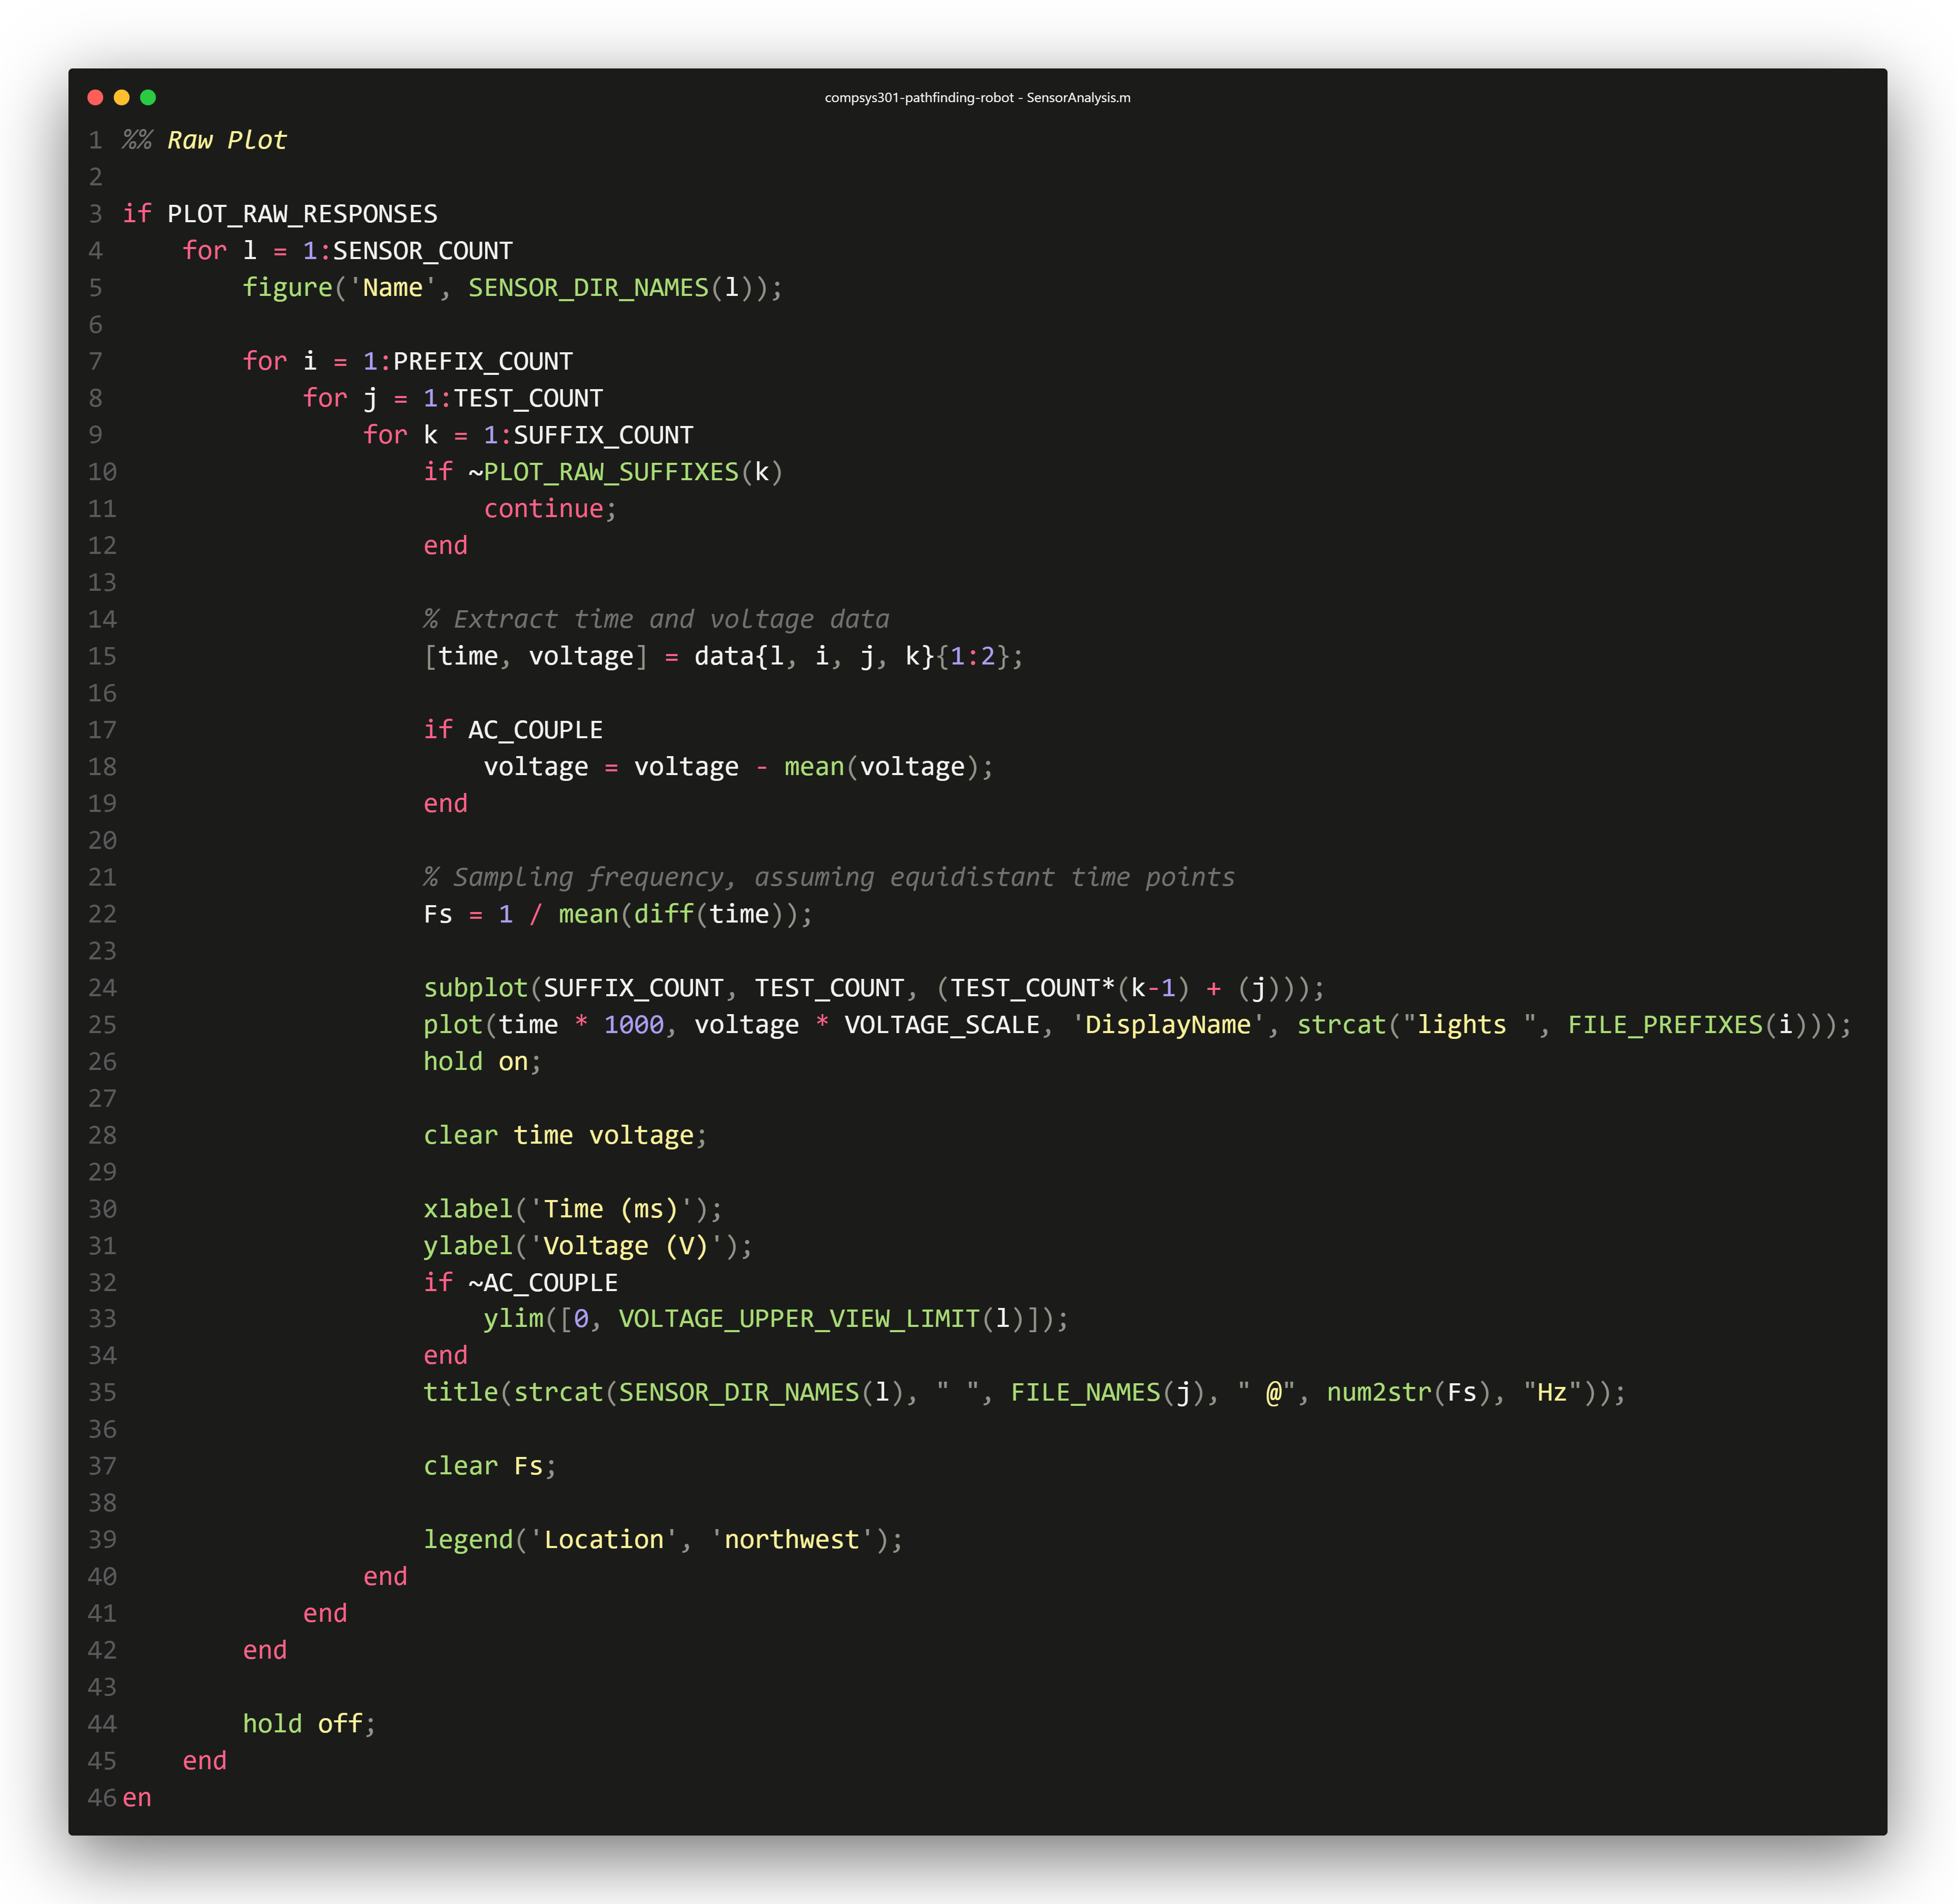 compsys301-pathfinding-robot - SensorAnalysis.m
1 %% Raw Plot
2
3 if PLOT_RAW_RESPONSES
4     for l = 1:SENSOR_COUNT
5         figure('Name', SENSOR_DIR_NAMES(l));
6
7         for i = 1:PREFIX_COUNT
8             for j = 1:TEST_COUNT
9                 for k = 1:SUFFIX_COUNT
10                     if ~PLOT_RAW_SUFFIXES(k)
11                         continue;
12                     end
13
14                     % Extract time and voltage data
15                     [time, voltage] = data{l, i, j, k}{1:2};
16
17                     if AC_COUPLE
18                         voltage = voltage - mean(voltage);
19                     end
20
21                     % Sampling frequency, assuming equidistant time points
22                     Fs = 1 / mean(diff(time));
23
24                     subplot(SUFFIX_COUNT, TEST_COUNT, (TEST_COUNT*(k-1) + (j)));
25                     plot(time * 1000, voltage * VOLTAGE_SCALE, 'DisplayName', strcat("lights ", FILE_PREFIXES(i)));
26                     hold on;
27
28                     clear time voltage;
29
30                     xlabel('Time (ms)');
31                     ylabel('Voltage (V)');
32                     if ~AC_COUPLE
33                         ylim([0, VOLTAGE_UPPER_VIEW_LIMIT(l)]);
34                     end
35                     title(strcat(SENSOR_DIR_NAMES(l), " ", FILE_NAMES(j), " @", num2str(Fs), "Hz"));
36
37                     clear Fs;
38
39                     legend('Location', 'northwest');
40                 end
41             end
42         end
43
44         hold off;
45     end
46 en